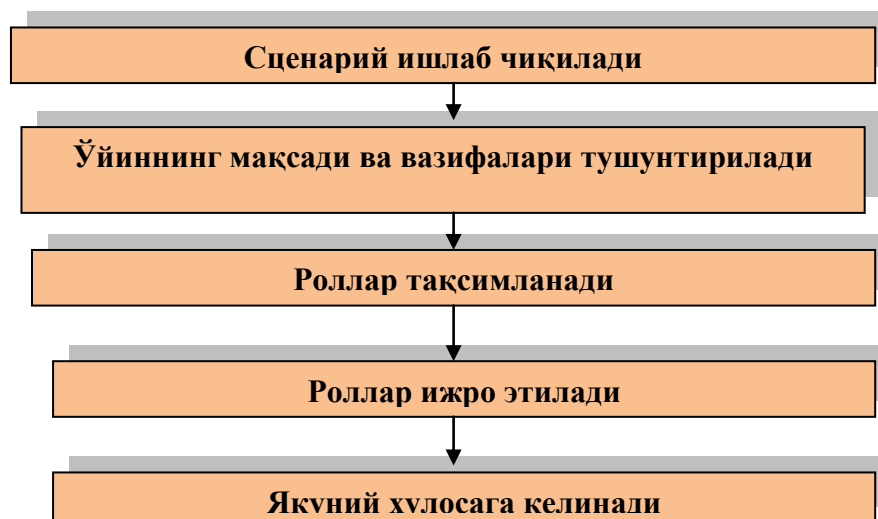 Сценарий ишлаб чиқилади
Ўйиннинг мақсади ва вазифалари тушунтирилади
Роллар тақсимланади
Роллар ижро этилади
Якуний хулосага келинади